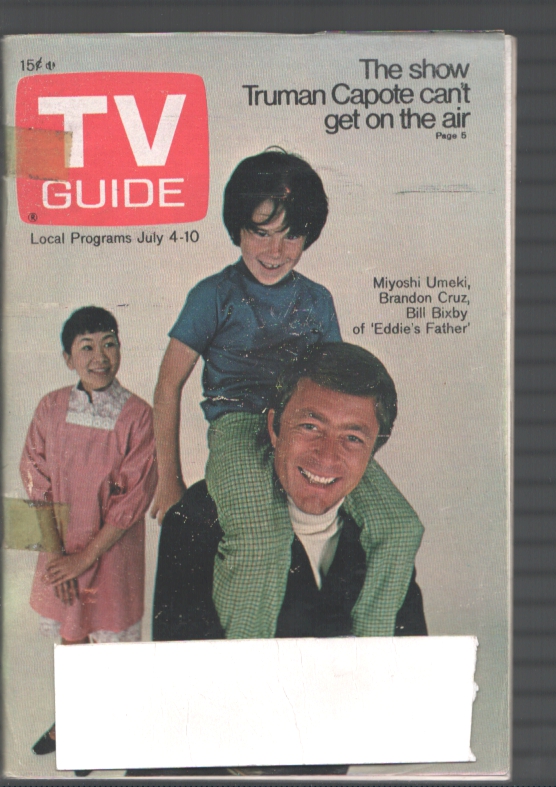 15¢
The show
Truman Capote can't
get on the air
Page 5
TV
GUIDE
®
Local Programs July 4-10
Miyoshi Umeki,
Brandon Cruz,
Bill Bixby
of 'Eddie's Father'